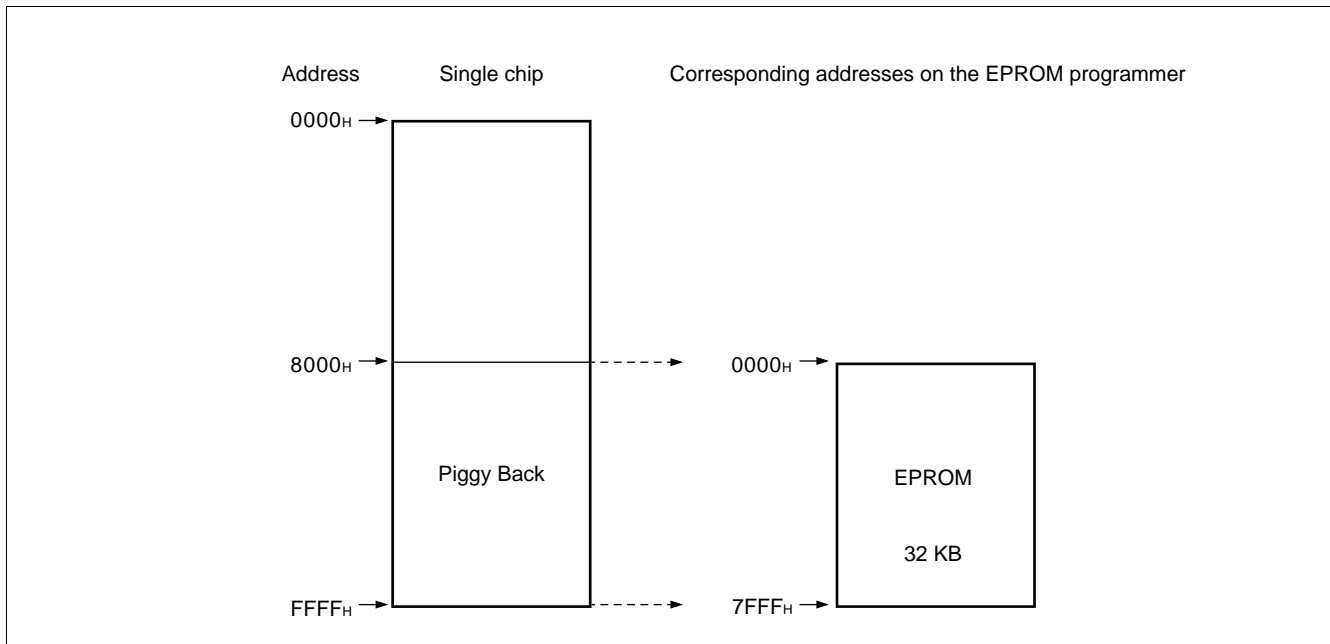 Address Single chip Corresponding addresses on the EPROM programmer
0000H
8000H 0000H
Piggy Back EPROM
32 KB
FFFFH 7FFFH